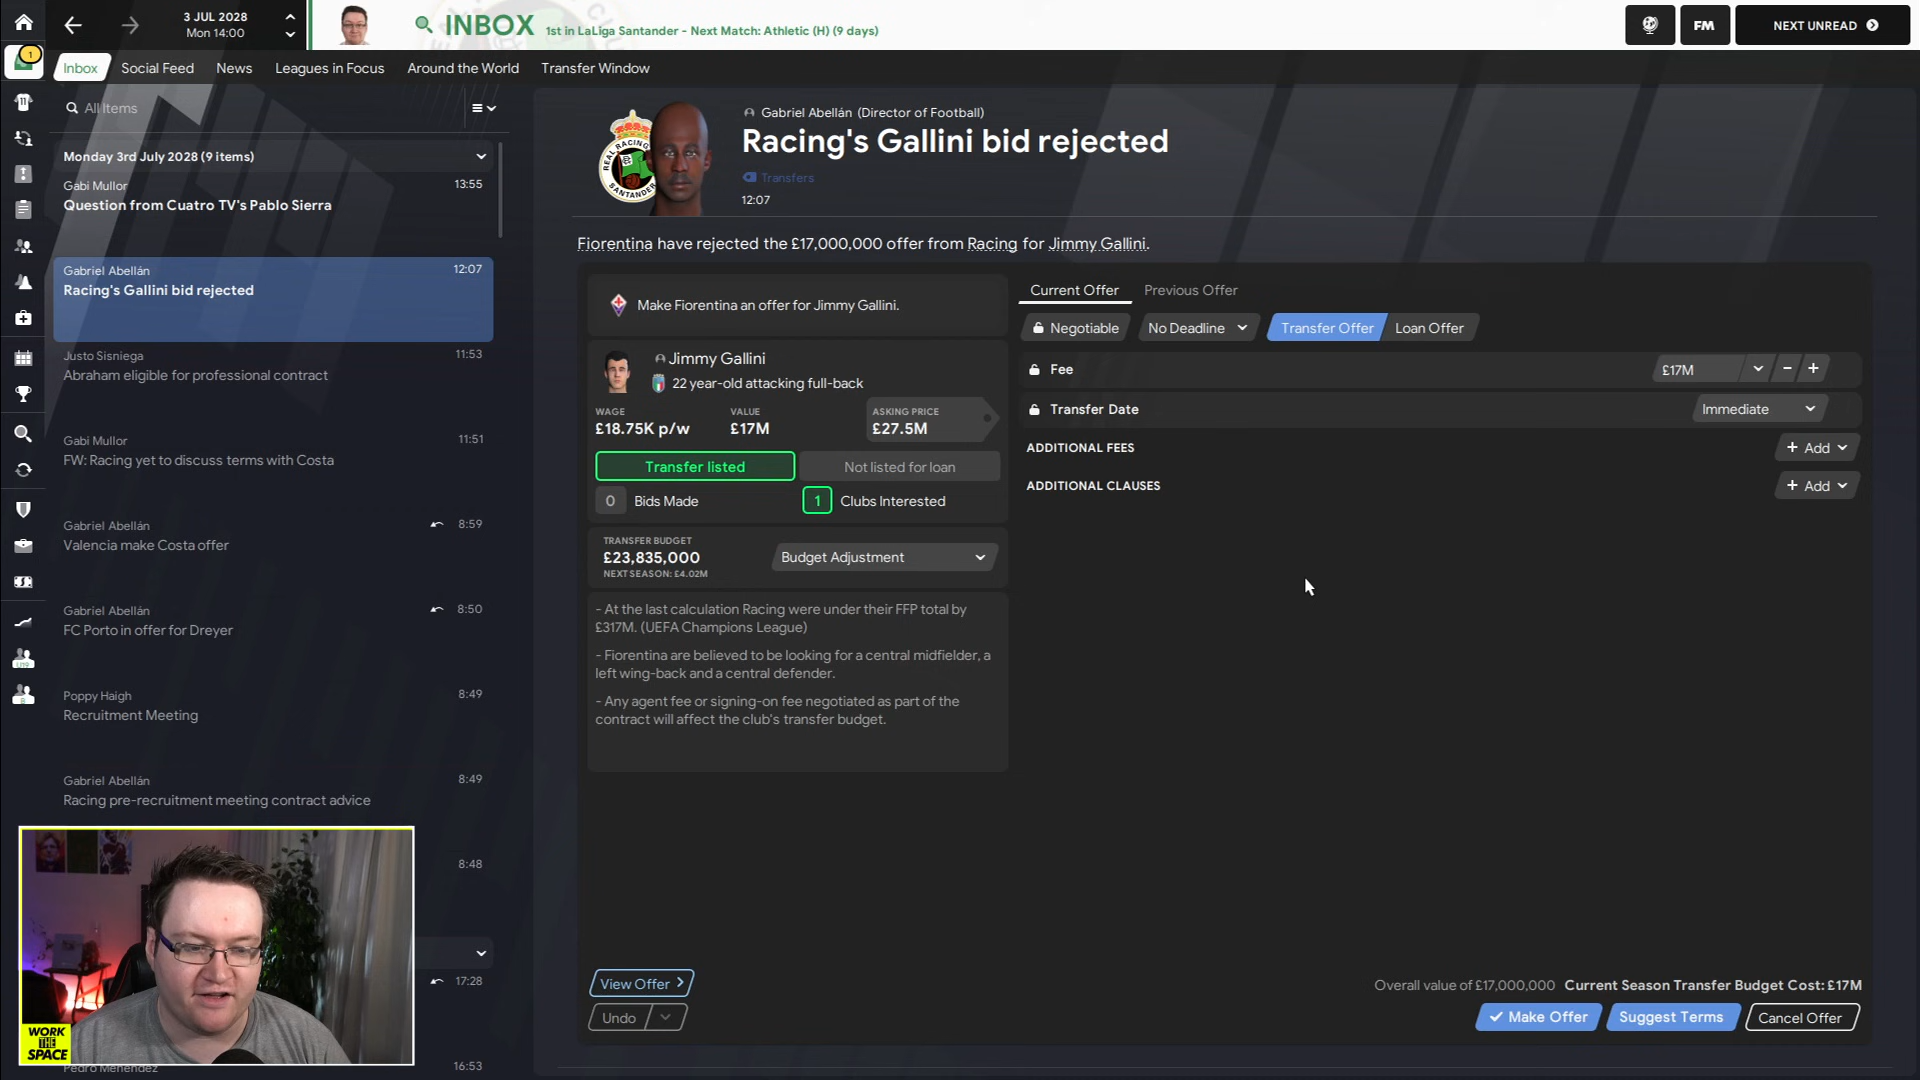 3 JUL 2028
Mon 14:00
INBOX
1st in LaLiga Santander - Next Match: Athletic (H) (9 days)
FM
NEXT UNREAD
1
Inbox
Social Feed
News
Leagues in Focus
Around the World
Transfer Window
All Items
Monday 3rd July 2028 (9 items)
Gabi Mullor
13:55
Question from Cuatro TV's Pablo Sierra
Gabriel Abellán
12:07
Racing's Gallini bid rejected
Justo Sisniega
11:53
Abraham eligible for professional contract
Gabi Mullor
11:51
FW: Racing yet to discuss terms with Costa
Gabriel Abellán
8:59
Valencia make Costa offer
Gabriel Abellán
8:50
FC Porto in offer for Dreyer
Poppy Haigh
8:49
Recruitment Meeting
Gabriel Abellán
8:49
Racing pre-recruitment meeting contract advice
8:48
17:28
Pedro Menéndez
16:53
WORK
THE
SPACE
REAL RACING
SANTANDER
Gabriel Abellán (Director of Football)
Racing's Gallini bid rejected
Transfers
12:07
Fiorentina have rejected the £17,000,000 offer from Racing for Jimmy Gallini.
Make Fiorentina an offer for Jimmy Gallini.
Jimmy Gallini
22 year-old attacking full-back
WAGE
£18.75K p/w
VALUE
£17M
ASKING PRICE
£27.5M
Transfer listed
Not listed for loan
0 Bids Made
1 Clubs Interested
TRANSFER BUDGET
£23,835,000
NEXT SEASON: £4.02M
Budget Adjustment
- At the last calculation Racing were under their FFP total by
£317M. (UEFA Champions League)
- Fiorentina are believed to be looking for a central midfielder, a
left wing-back and a central defender.
- Any agent fee or signing-on fee negotiated as part of the
contract will affect the club's transfer budget.
Current Offer
Previous Offer
Negotiable
No Deadline
Transfer Offer
Loan Offer
Fee
£17M
Transfer Date
Immediate
ADDITIONAL FEES
+ Add
ADDITIONAL CLAUSES
+ Add
View Offer
Undo
Overall value of £17,000,000 Current Season Transfer Budget Cost: £17M
Make Offer
Suggest Terms
Cancel Offer